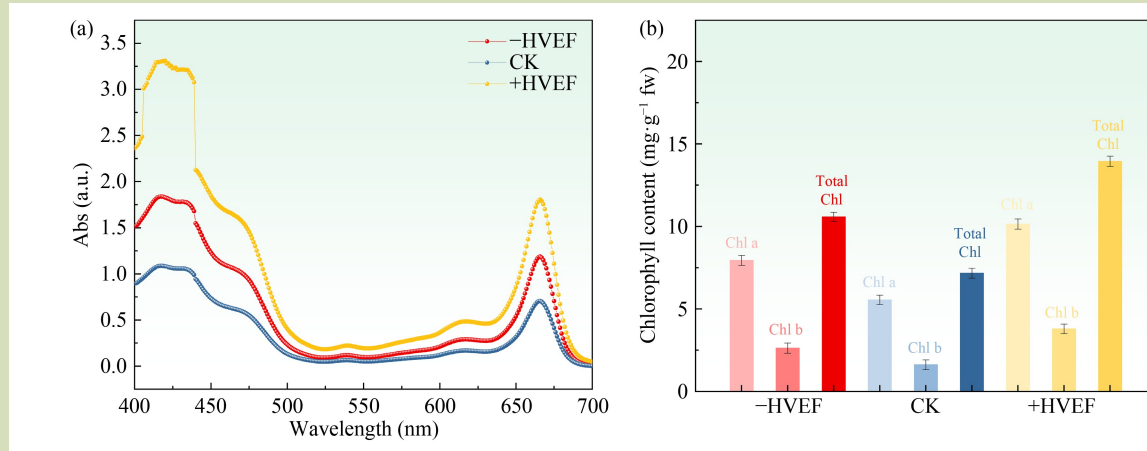 (a)
−HVEF
CK
+HVEF
3.5
3.0
2.5
2.0
1.5
1.0
0.5
0.0
Abs (a.u.)
400 450 500 550 600 650 700
Wavelength (nm)
(b)
20
15
10
5
0
Chlorophyll content (mg·g⁻¹ fw)
Chl a
Chl b
Total
Chl
Chl a
Chl b
Total
Chl
Chl a
Chl b
Total
Chl
−HVEF CK +HVEF